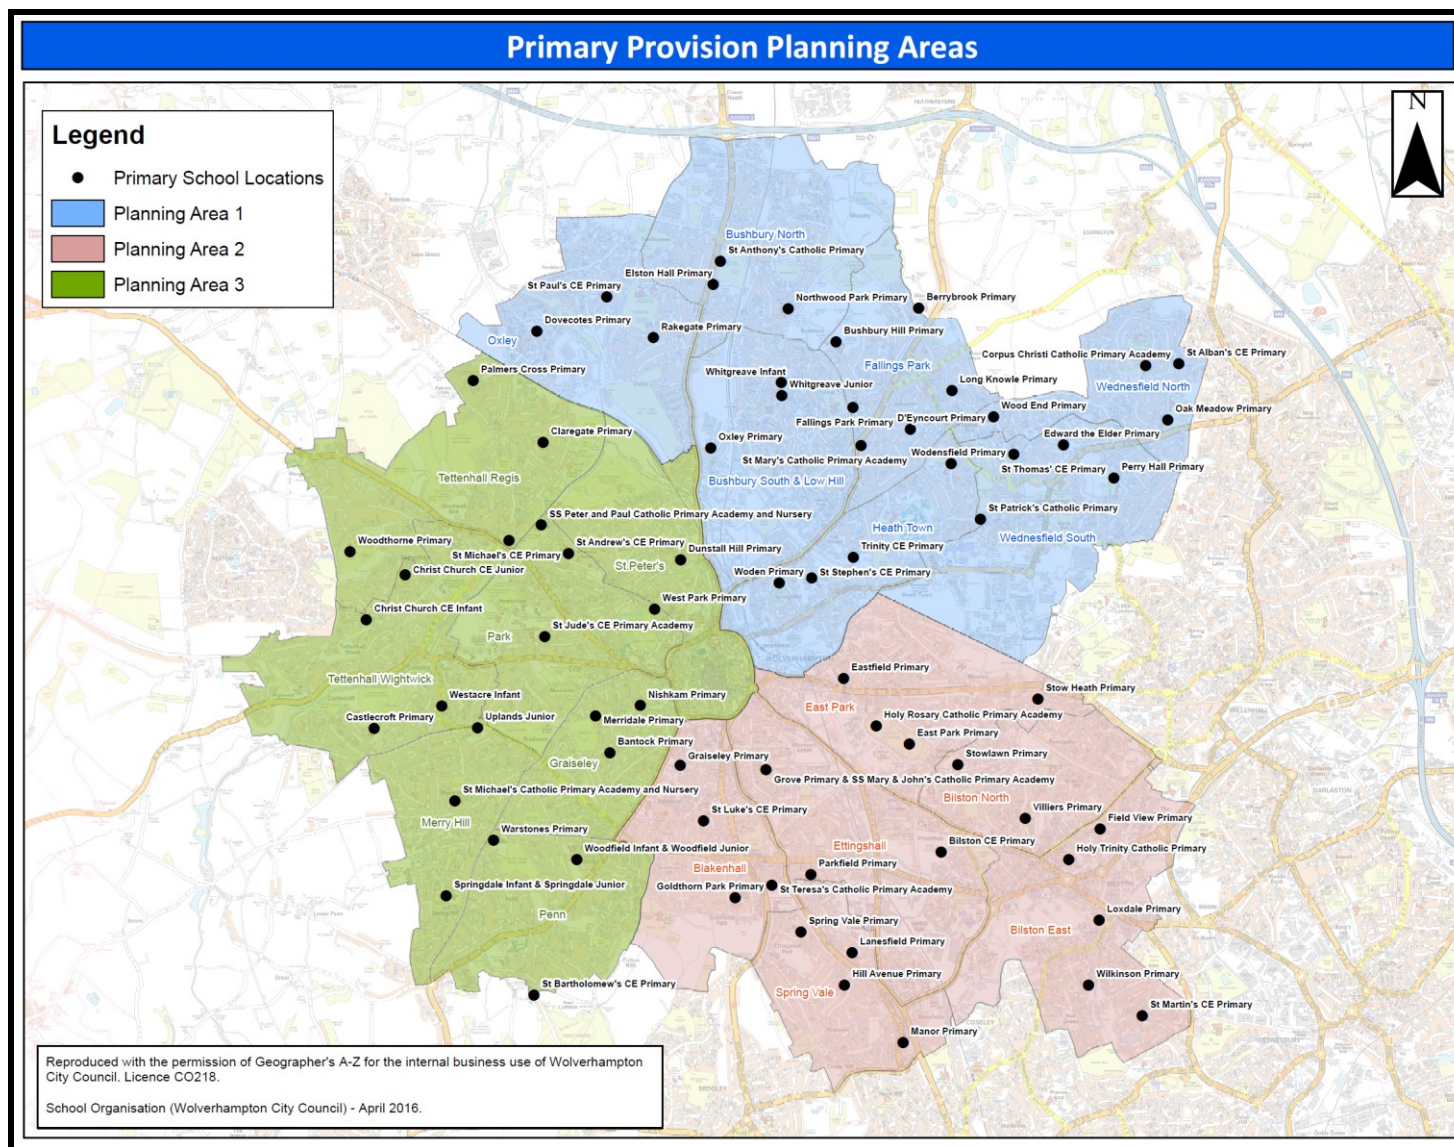 Primary Provision Planning Areas
N
Legend
Primary School Locations
Planning Area 1
Planning Area 2
Planning Area 3
Bushbury North
St Anthony's Catholic Primary
Elston Hall Primary
St Paul's CE Primary
Northwood Park Primary
Berrybrook Primary
Dovecotes Primary
Rakegate Primary
Bushbury Hill Primary
Oxley
Fallings Park
Corpus Christi Catholic Primary Academy
St Alban's CE Primary
Palmers Cross Primary
Whitgreave Infant
Whitgreave Junior
Long Knowle Primary
Wednesfield North
Wood End Primary
Oak Meadow Primary
Fallings Park Primary
D'Eyncourt Primary
Claregate Primary
Oxley Primary
Edward the Elder Primary
St Mary's Catholic Primary Academy
Wodensfield Primary
St Thomas' CE Primary
Perry Hall Primary
Tettenhall Regis
Bushbury South & Low Hill
St Patrick's Catholic Primary
SS Peter and Paul Catholic Primary Academy and Nursery
Heath Town
Wednesfield South
Woodthorne Primary
St Andrew's CE Primary
St Michael's CE Primary
Dunstall Hill Primary
Trinity CE Primary
St.Peter's
Christ Church CE Junior
Woden Primary
St Stephen's CE Primary
Christ Church CE Infant
West Park Primary
St Jude's CE Primary Academy
Park
WOLVERHAMPTON
Eastfield Primary
Tettenhall Wightwick
Westacre Infant
Nishkam Primary
Stow Heath Primary
East Park
Castlecroft Primary
Uplands Junior
Merridale Primary
Holy Rosary Catholic Primary Academy
East Park Primary
Bantock Primary
Graiseley Primary
Graiseley
Stowlawn Primary
Grove Primary & SS Mary & John's Catholic Primary Academy
St Michael's Catholic Primary Academy and Nursery
Bilston North
St Luke's CE Primary
Villiers Primary
Field View Primary
Merry Hill
Warstones Primary
Woodfield Infant & Woodfield Junior
Ettingshall
Bilston CE Primary
Holy Trinity Catholic Primary
Blakenhall
Parkfield Primary
Springdale Infant & Springdale Junior
Goldthorn Park Primary
St Teresa's Catholic Primary Academy
Penn
Spring Vale Primary
Loxdale Primary
Bilston East
Lanesfield Primary
St Bartholomew's CE Primary
Hill Avenue Primary
Wilkinson Primary
Spring Vale
St Martin's CE Primary
COSELEY
Manor Primary
SEDGLEY
WEDNESBURY
DARLASTON
WILLENHALL
Reproduced with the permission of Geographer's A-Z for the internal business use of Wolverhampton
City Council. Licence CO218.
School Organisation (Wolverhampton City Council) - April 2016.